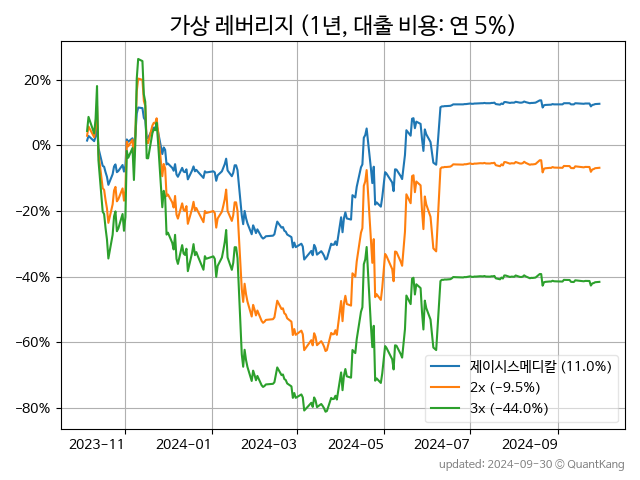 가상 레버리지 (1년, 대출 비용: 연 5%)
20%
0%
−20%
−40%
−60%
−80%
제이시스메디칼 (11.0%)
2x (−9.5%)
3x (−44.0%)
2023-11
2024-01
2024-03
2024-05
2024-07
2024-09
updated: 2024-09-30 © QuantKang